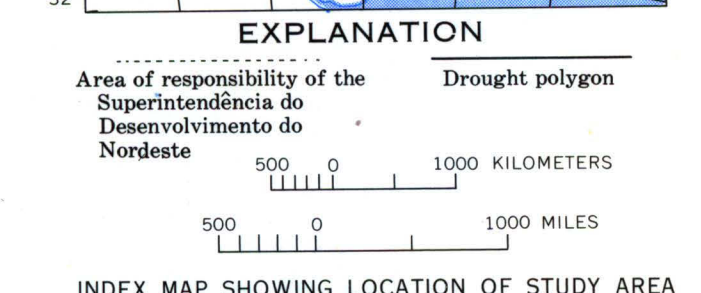 52
EXPLANATION
Area of responsibility of the
Superintendência do
Desenvolvimento do
Nordeste
Drought polygon
500 0 1000 KILOMETERS
500 0 1000 MILES
INDEX MAP SHOWING LOCATION OF STUDY AREA